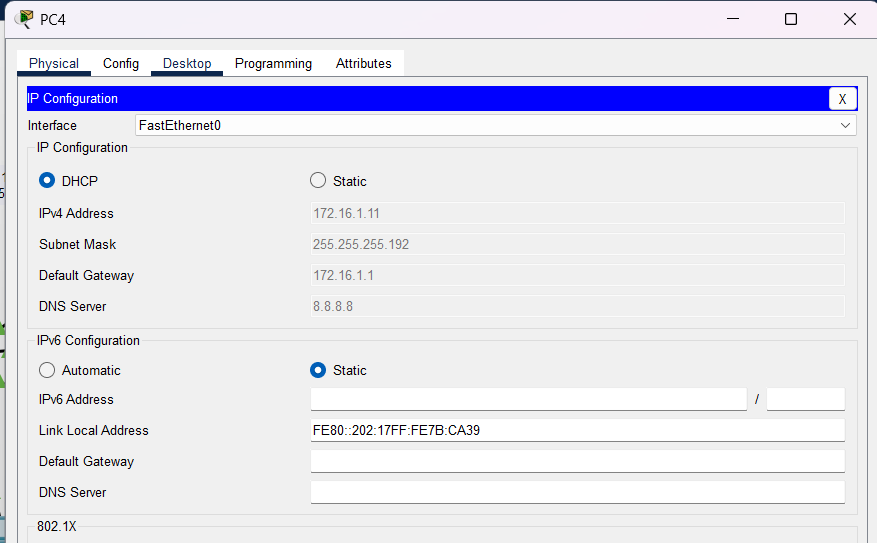 PC4
Physical Config Desktop Programming Attributes
IP Configuration X
Interface FastEthernet0
IP Configuration
DHCP Static
IPv4 Address 172.16.1.11
Subnet Mask 255.255.255.192
Default Gateway 172.16.1.1
DNS Server 8.8.8.8
IPv6 Configuration
Automatic Static
IPv6 Address /
Link Local Address FE80::202:17FF:FE7B:CA39
Default Gateway
DNS Server
802.1X